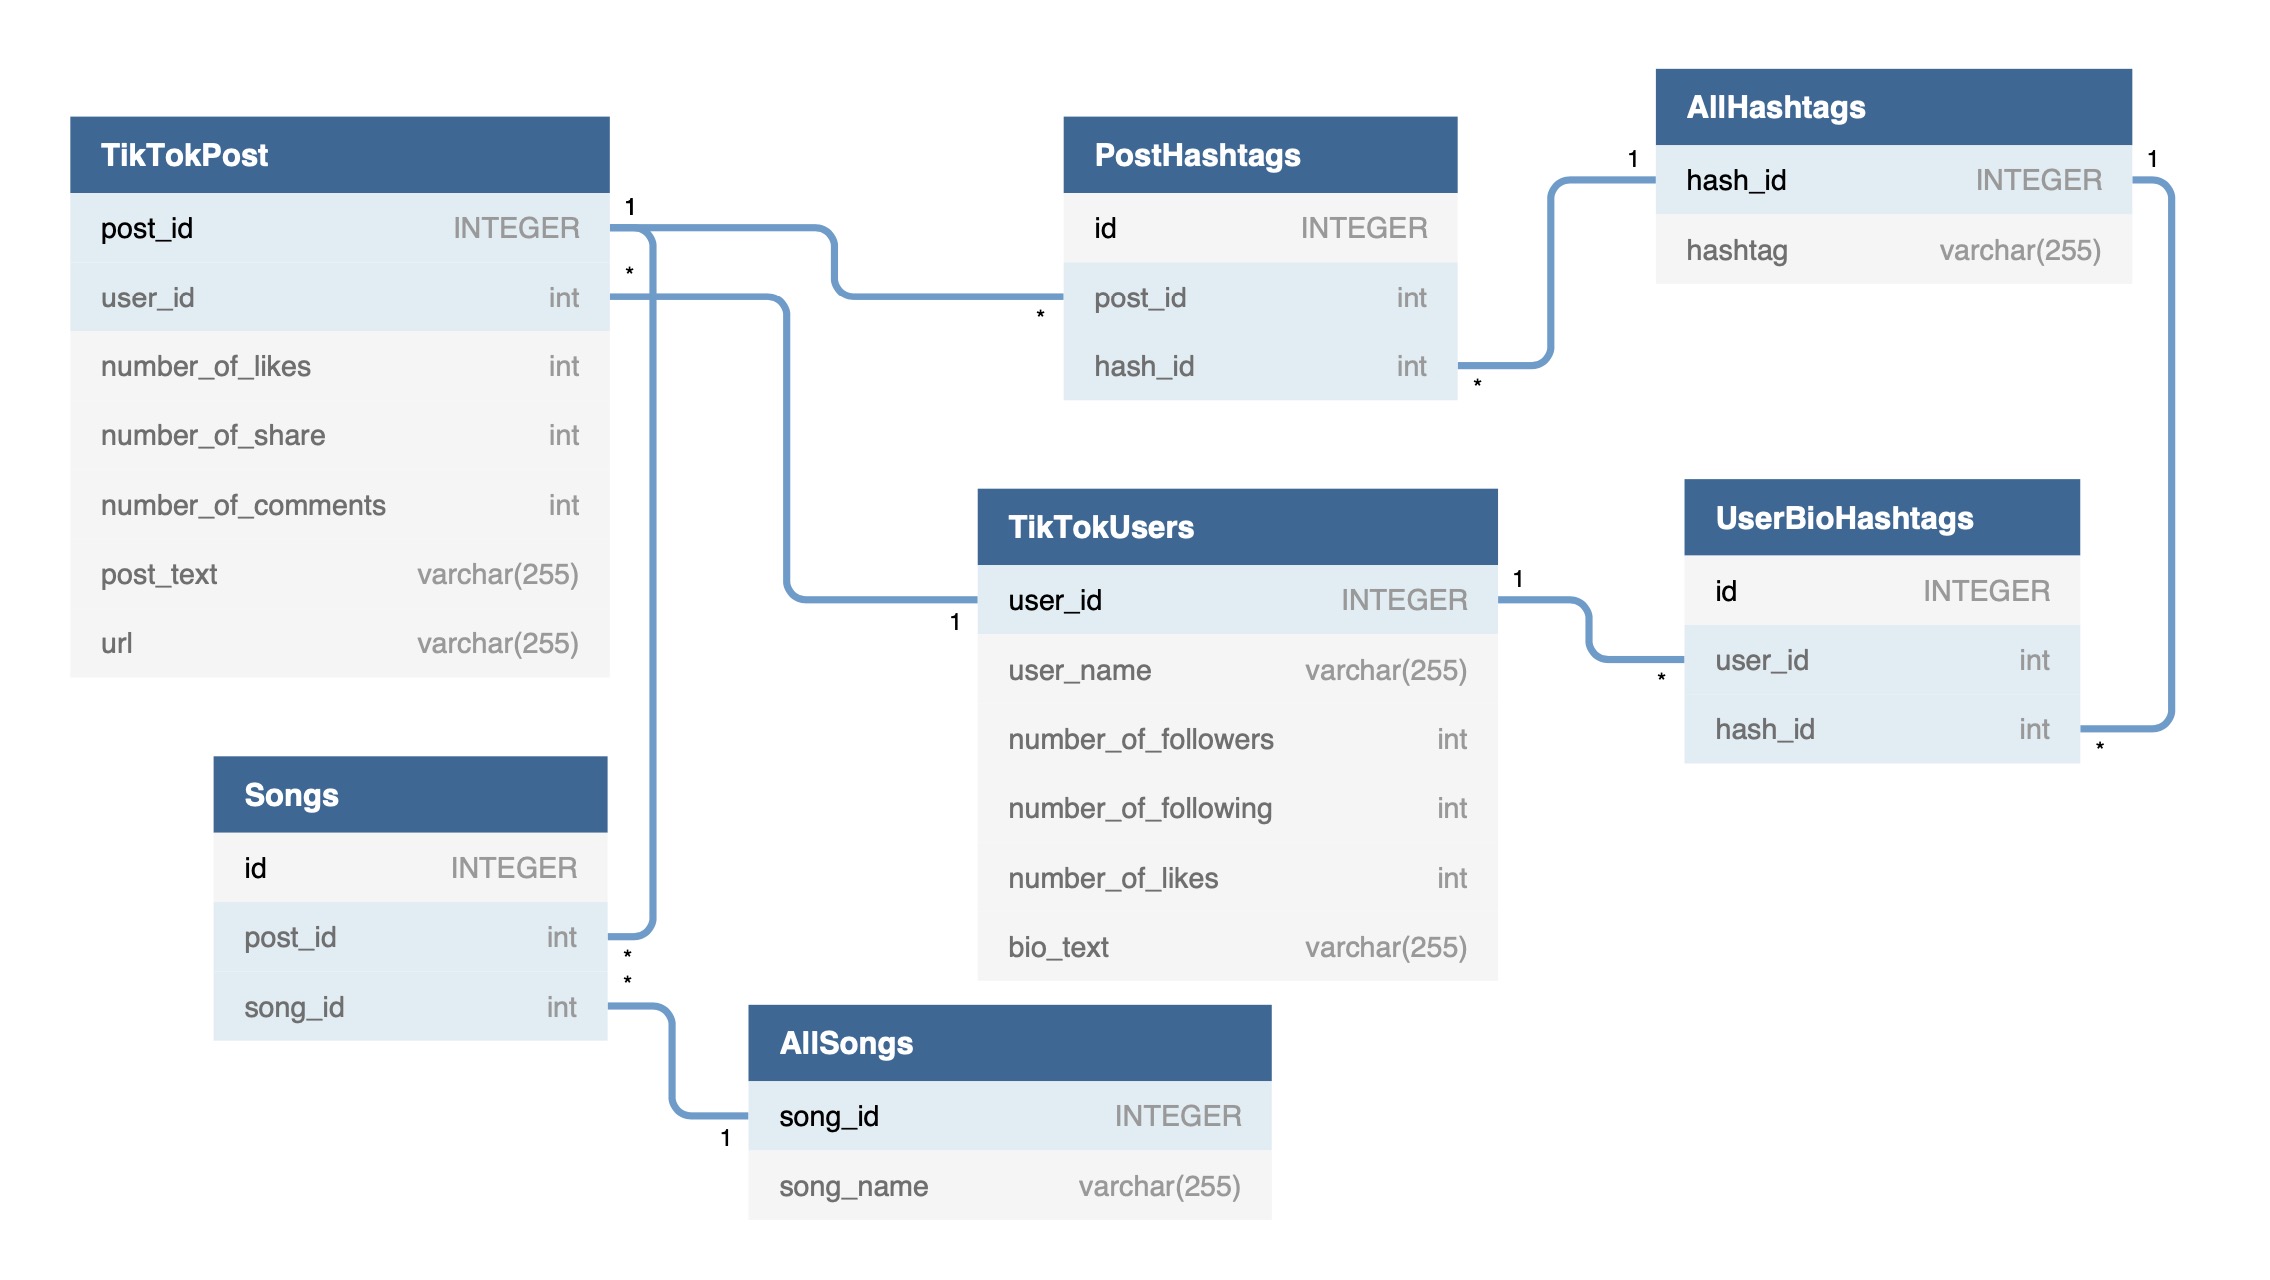 TikTokPost
post_id INTEGER
user_id int
number_of_likes int
number_of_share int
number_of_comments int
post_text varchar(255)
url varchar(255)
1
*
*
PostHashtags
id INTEGER
post_id int
hash_id int
*
1
AllHashtags
hash_id INTEGER
hashtag varchar(255)
1
TikTokUsers
user_id INTEGER
user_name varchar(255)
number_of_followers int
number_of_following int
number_of_likes int
bio_text varchar(255)
1
1
*
UserBioHashtags
id INTEGER
user_id int
hash_id int
*
Songs
id INTEGER
post_id int
song_id int
*
*
1
AllSongs
song_id INTEGER
song_name varchar(255)